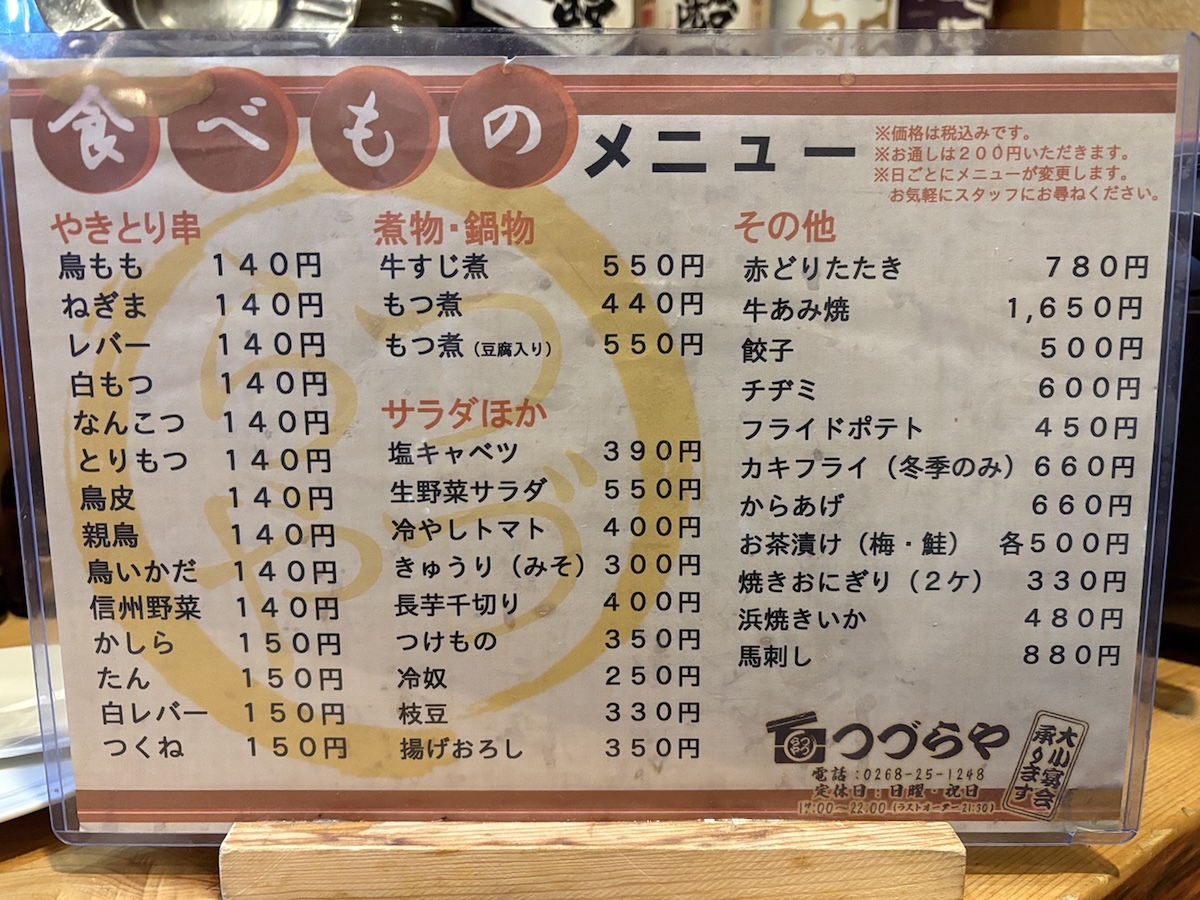 食べもの メニュー
※価格は税込みです。
※お通しは２００円いただきます。
※日ごとにメニューが変更します。
お気軽にスタッフにお尋ねください。
やきとり串
鳥もも １４０円
ねぎま １４０円
レバー １４０円
白もつ １４０円
なんこつ １４０円
とりもつ １４０円
鳥皮 １４０円
親鳥 １４０円
鳥いかだ １４０円
信州野菜 １４０円
かしら １５０円
たん １５０円
白レバー １５０円
つくね １５０円
煮物・鍋物
牛すじ煮 ５５０円
もつ煮 ４４０円
もつ煮（豆腐入り） ５５０円
サラダほか
塩キャベツ ３９０円
生野菜サラダ ５５０円
冷やしトマト ４００円
きゅうり（みそ） ３００円
長芋千切り ４００円
つけもの ３５０円
冷奴 ２５０円
枝豆 ３３０円
揚げおろし ３５０円
その他
赤どりたたき ７８０円
牛あみ焼 １,６５０円
餃子 ５００円
チヂミ ６００円
フライドポテト ４５０円
カキフライ（冬季のみ） ６６０円
からあげ ６６０円
お茶漬け（梅・鮭） 各５００円
焼きおにぎり（２ケ） ３３０円
浜焼きいか ４８０円
馬刺し ８８０円
つづらや
電話：0268-25-1248
定休日：日曜・祝日
17:00～22:00（ラストオーダー21:30）
大小宴会
承ります